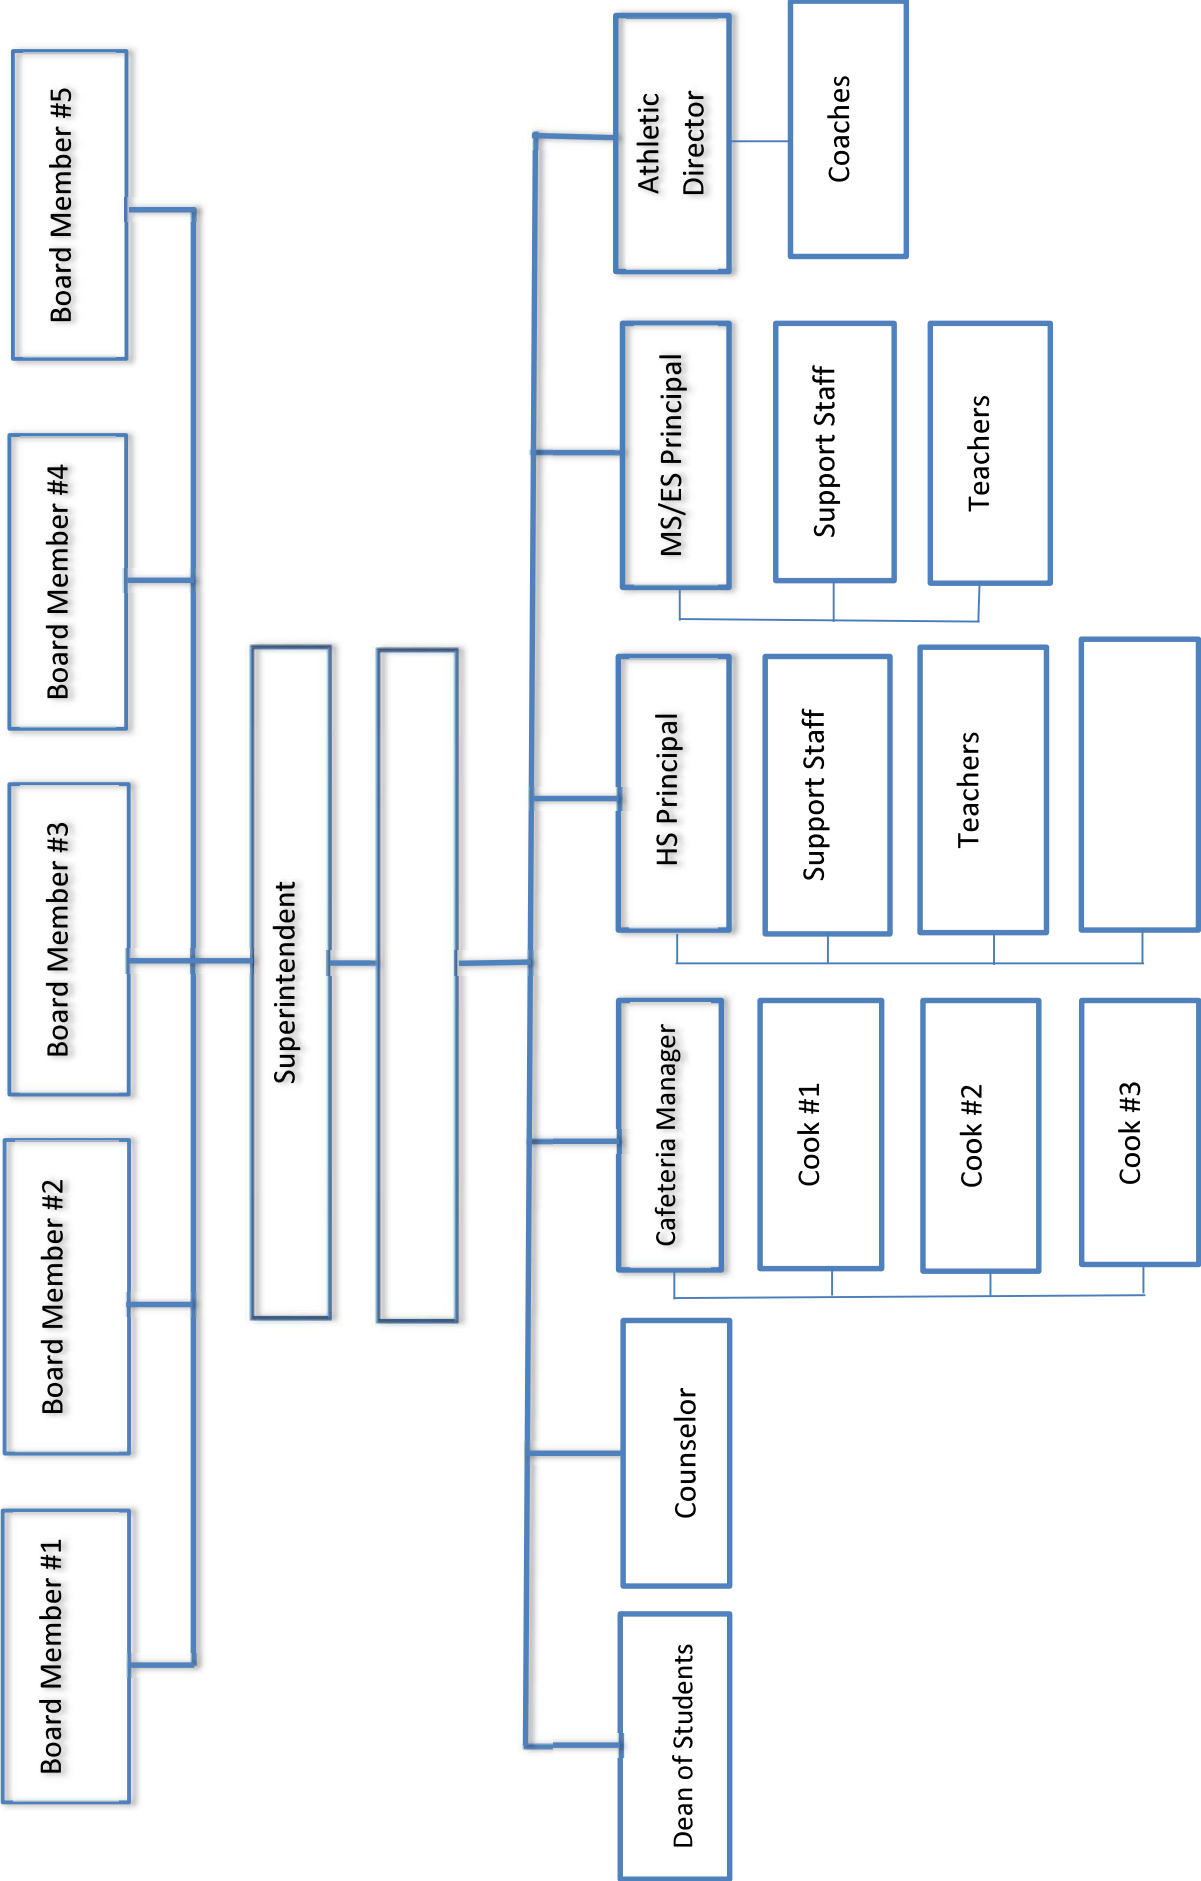 Board Member #1
Board Member #2
Board Member #3
Board Member #4
Board Member #5
Superintendent
Dean of Students
Counselor
Cafeteria Manager
HS Principal
MS/ES Principal
Athletic
Director
Cook #1
Support Staff
Support Staff
Coaches
Cook #2
Teachers
Teachers
Cook #3